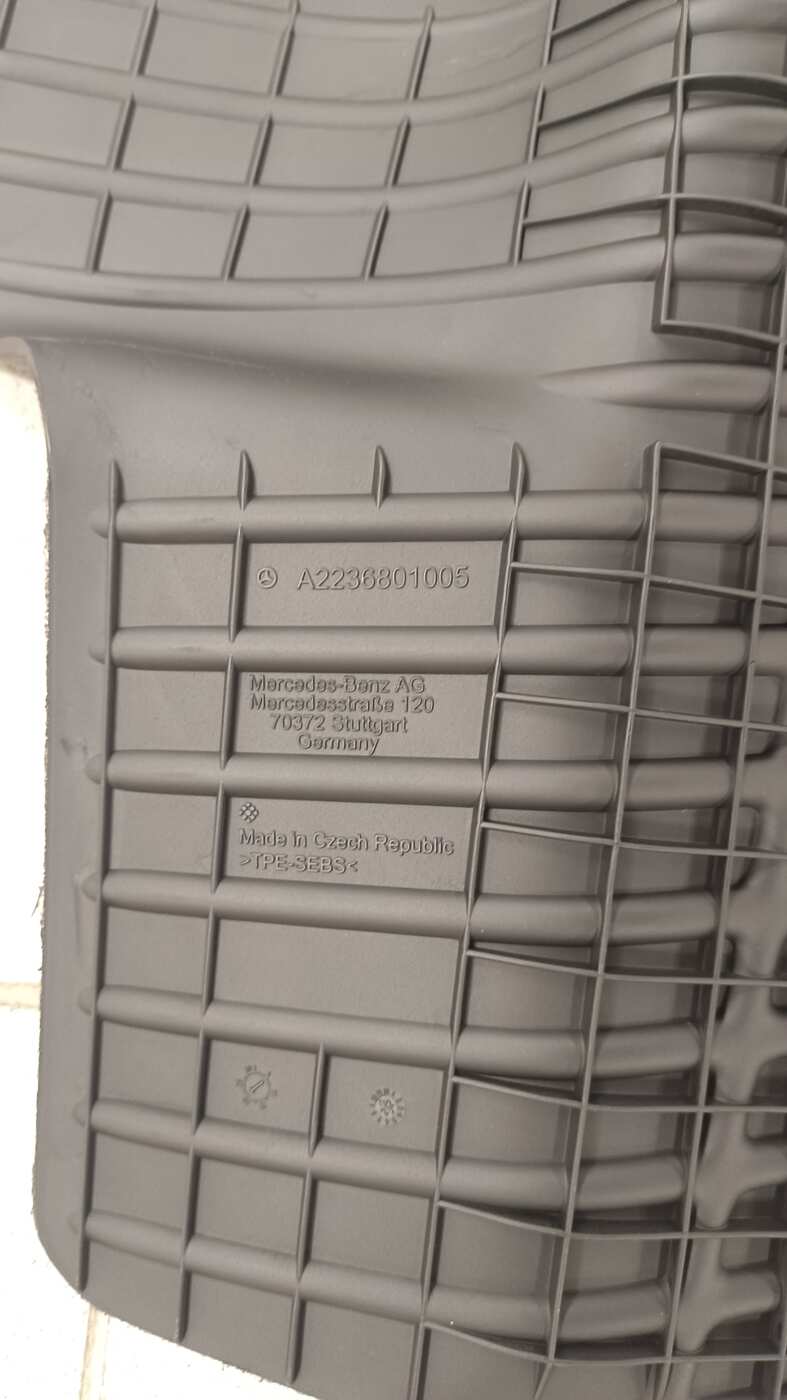 A2236801005
Mercedes-Benz AG
Mercedesstraße 120
70372 Stuttgart
Germany
Made in Czech Republic
>TPE-SEBS<